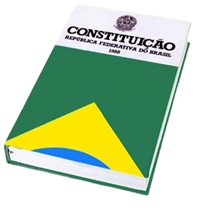 CONSTITUIÇÃO
REPÚBLICA FEDERATIVA DO BRASIL
1988